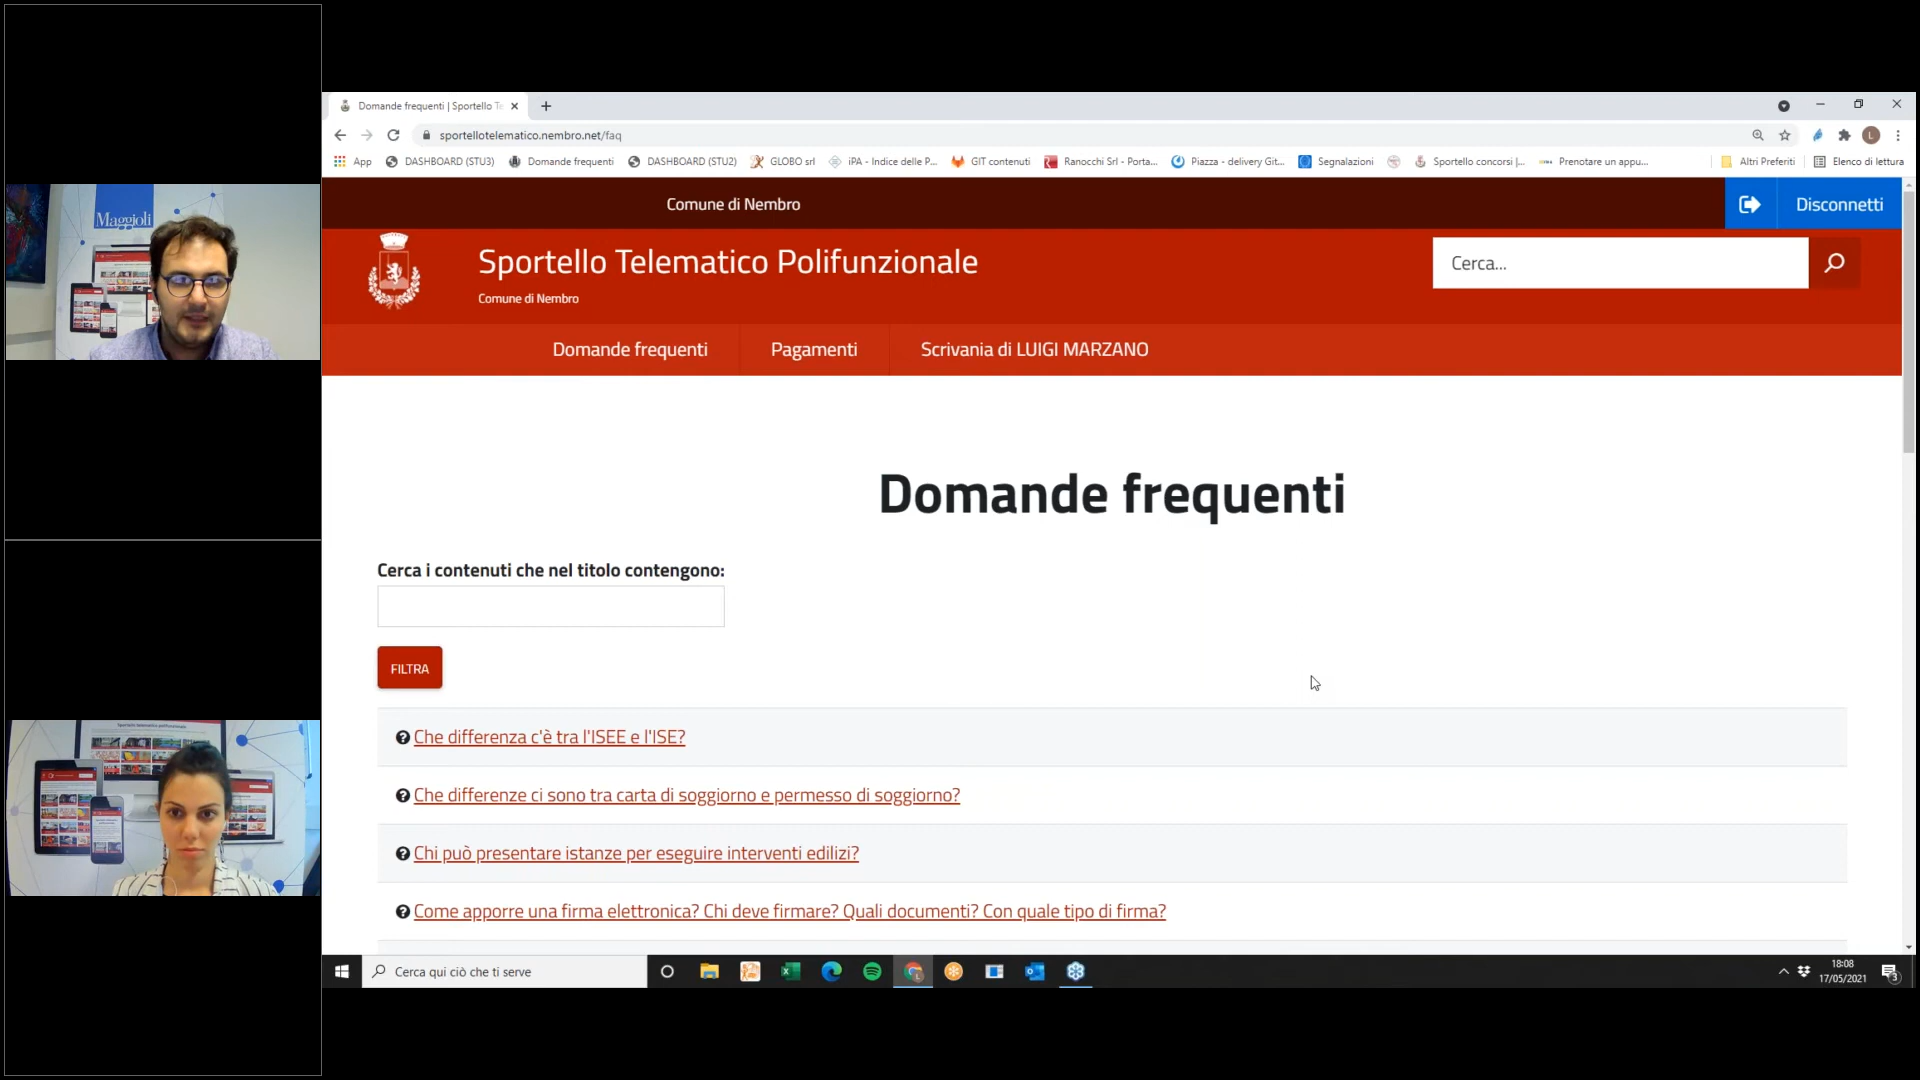 Maggioli
Sportello telematico polifunzionale
Domande frequenti | Sportello Te
sportellotelematico.nembro.net/faq
App
DASHBOARD (STU3)
Domande frequenti
DASHBOARD (STU2)
GLOBO srl
iPA - Indice delle P...
GIT contenuti
Ranocchi Srl - Porta...
Piazza - delivery Git...
Segnalazioni
Sportello concorsi |...
Prenotare un appu...
Altri Preferiti
Elenco di lettura
Comune di Nembro
Disconnetti
Sportello Telematico Polifunzionale
Comune di Nembro
Cerca...
Domande frequenti
Pagamenti
Scrivania di LUIGI MARZANO
Domande frequenti
Cerca i contenuti che nel titolo contengono:
FILTRA
Che differenza c'è tra l'ISEE e l'ISE?
Che differenze ci sono tra carta di soggiorno e permesso di soggiorno?
Chi può presentare istanze per eseguire interventi edilizi?
Come apporre una firma elettronica? Chi deve firmare? Quali documenti? Con quale tipo di firma?
Cerca qui ciò che ti serve
18:08
17/05/2021
3